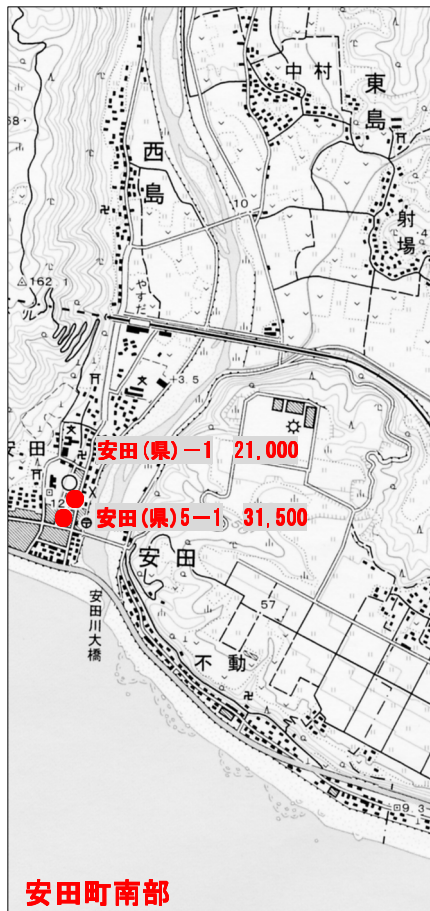 中村
東島
西島
射場
10
162.1
やすだ
+3.5
安田(県)-1 21,000
安田
12
安田(県)5-1 31,500
安田
安田川大橋
57
不動
9.3
安田町南部